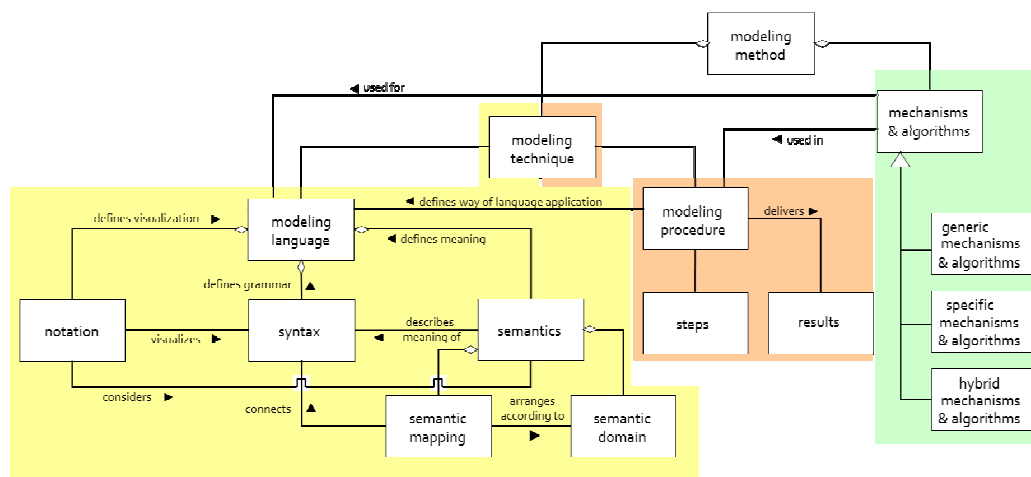 modeling
method
used for
mechanisms
& algorithms
modeling
technique
used in
defines way of language application
defines visualization
modeling
language
modeling
procedure
delivers
defines meaning
generic
mechanisms
& algorithms
defines grammar
notation
syntax
describes
meaning of
semantics
steps
results
specific
mechanisms
& algorithms
visualizes
considers
connects
semantic
mapping
arranges
according to
semantic
domain
hybrid
mechanisms
& algorithms